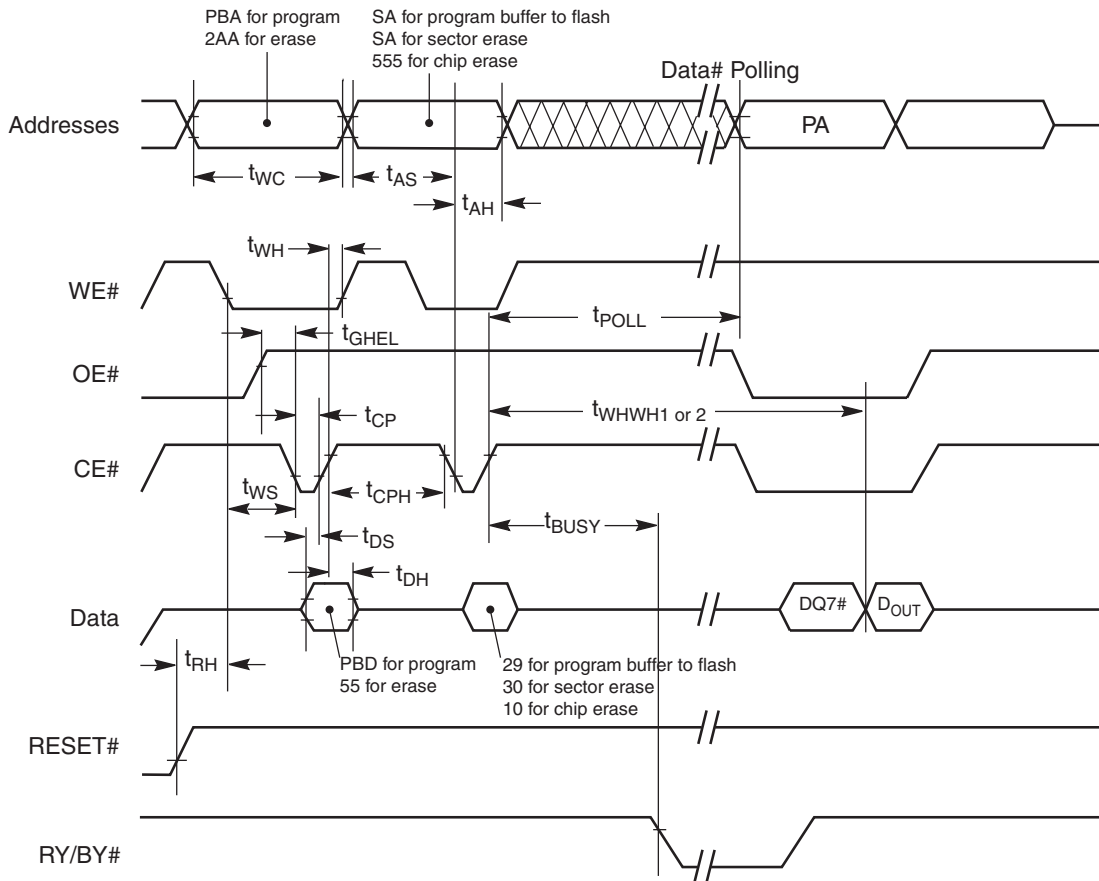 PBA for program
2AA for erase
SA for program buffer to flash
SA for sector erase
555 for chip erase
Data# Polling
Addresses
PA
tWC
tAS
tAH
tWH
WE#
tPOLL
tGHEL
OE#
tWHWH1 or 2
tCP
CE#
tWS
tCPH
tBUSY
tDS
tDH
Data
DQ7#
DOUT
tRH
PBD for program
55 for erase
29 for program buffer to flash
30 for sector erase
10 for chip erase
RESET#
RY/BY#